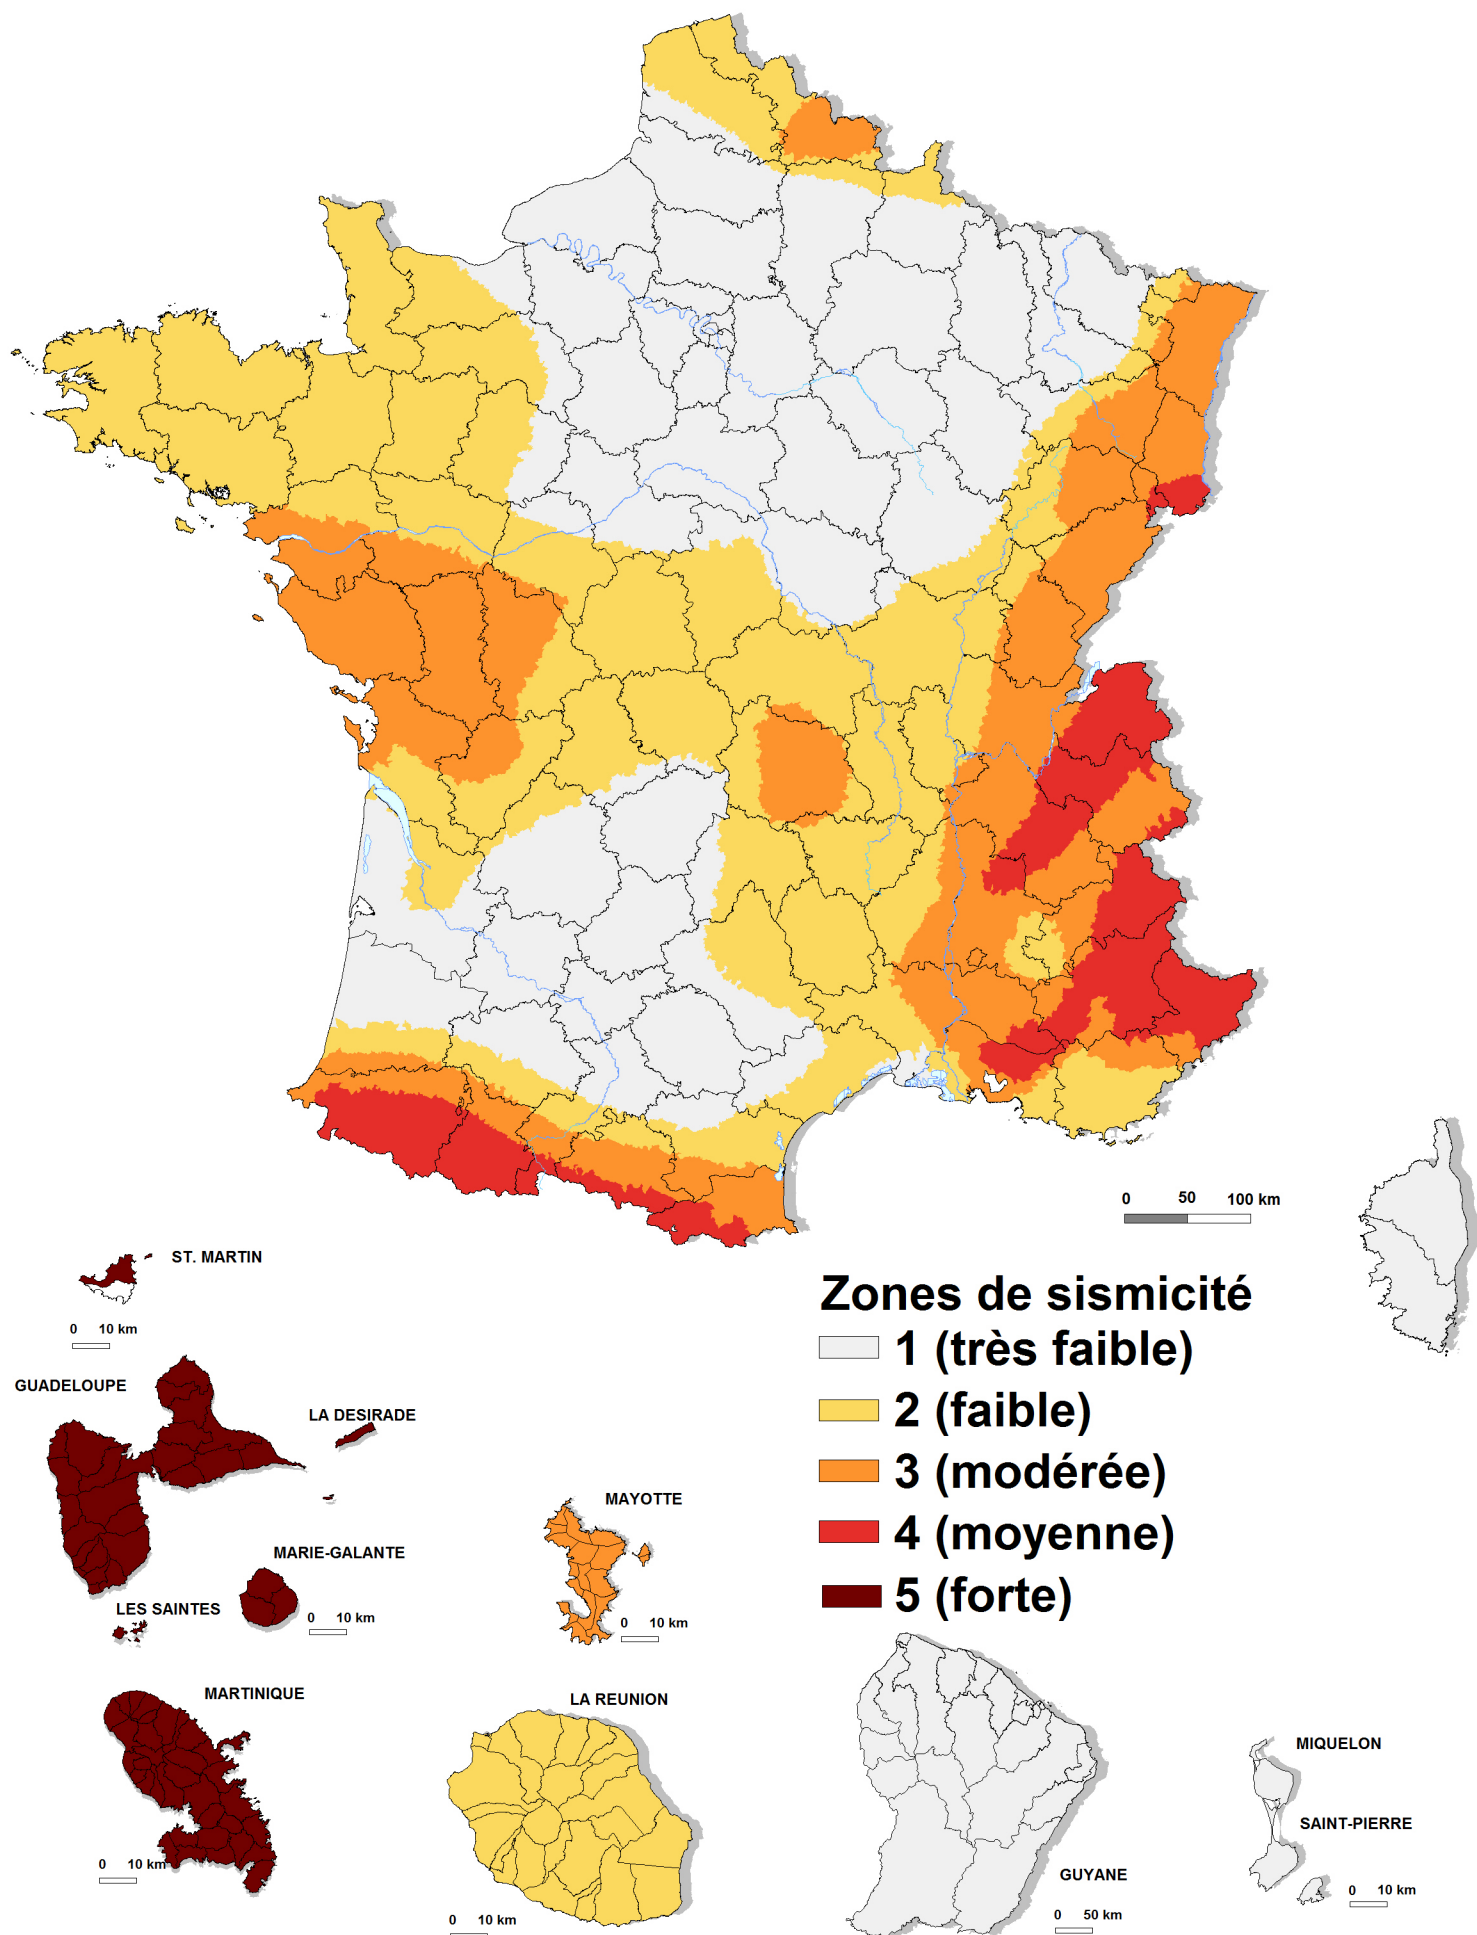 0 50 100 km
ST. MARTIN
0 10 km
Zones de sismicité
1 (très faible)
2 (faible)
3 (modérée)
4 (moyenne)
5 (forte)
GUADELOUPE
LA DESIRADE
MARIE-GALANTE
0 10 km
LES SAINTES
MAYOTTE
0 10 km
MARTINIQUE
0 10 km
LA REUNION
0 10 km
GUYANE
0 50 km
MIQUELON
SAINT-PIERRE
0 10 km